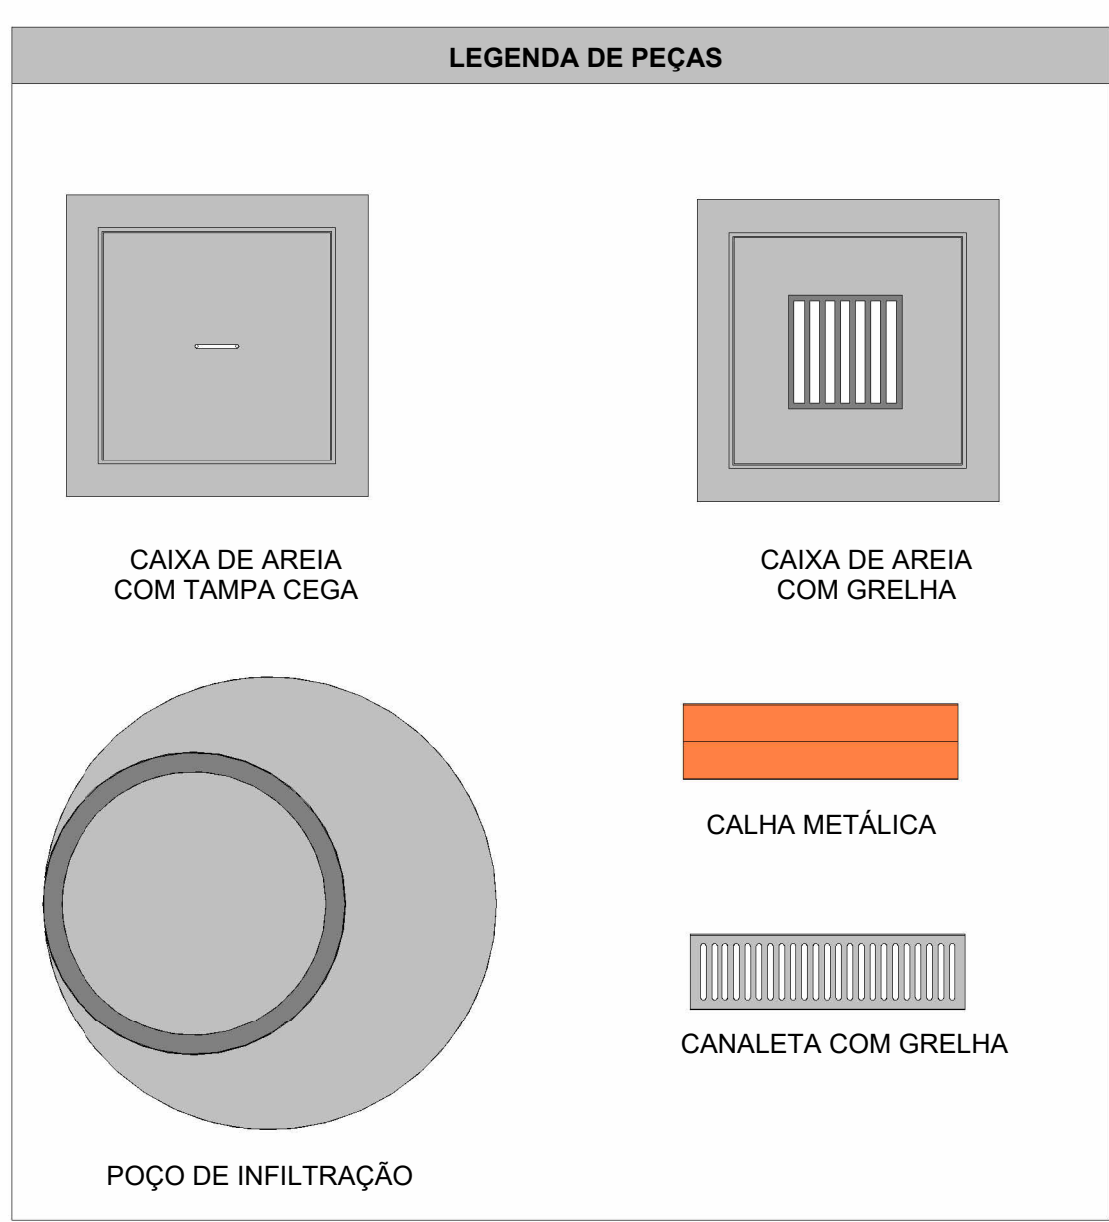 LEGENDA DE PEÇAS
CAIXA DE AREIA
COM TAMPA CEGA
CAIXA DE AREIA
COM GRELHA
CALHA METÁLICA
CANALETA COM GRELHA
POÇO DE INFILTRAÇÃO